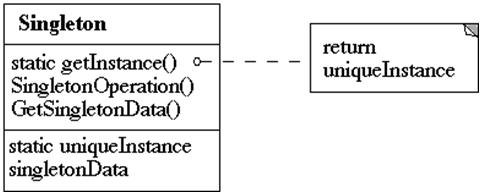 Singleton
static getInstance()
SingletonOperation()
GetSingletonData()
static uniqueInstance
singletonData
return
uniqueInstance